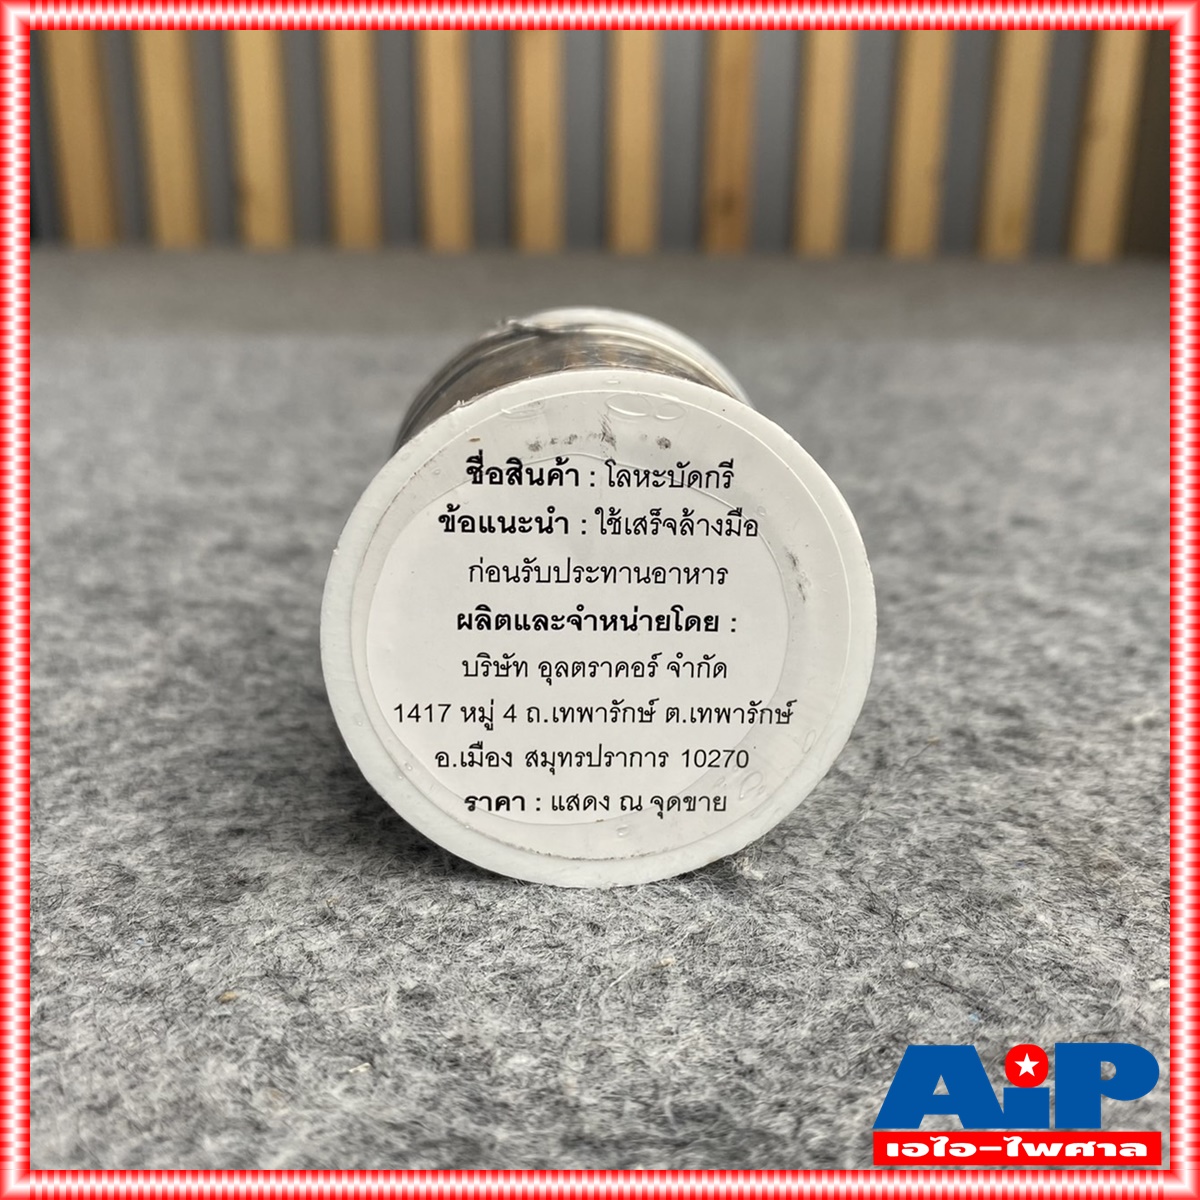 ชื่อสินค้า : โลหะบัดกรี
ข้อแนะนำ : ใช้เสร็จล้างมือ
ก่อนรับประทานอาหาร
ผลิตและจำหน่ายโดย :
บริษัท อุลตราคอร์ จำกัด
1417 หมู่ 4 ถ.เทพารักษ์ ต.เทพารักษ์
อ.เมือง สมุทรปราการ 10270
ราคา : แสดง ณ จุดขาย
AiP
เอไอ-ไพศาล